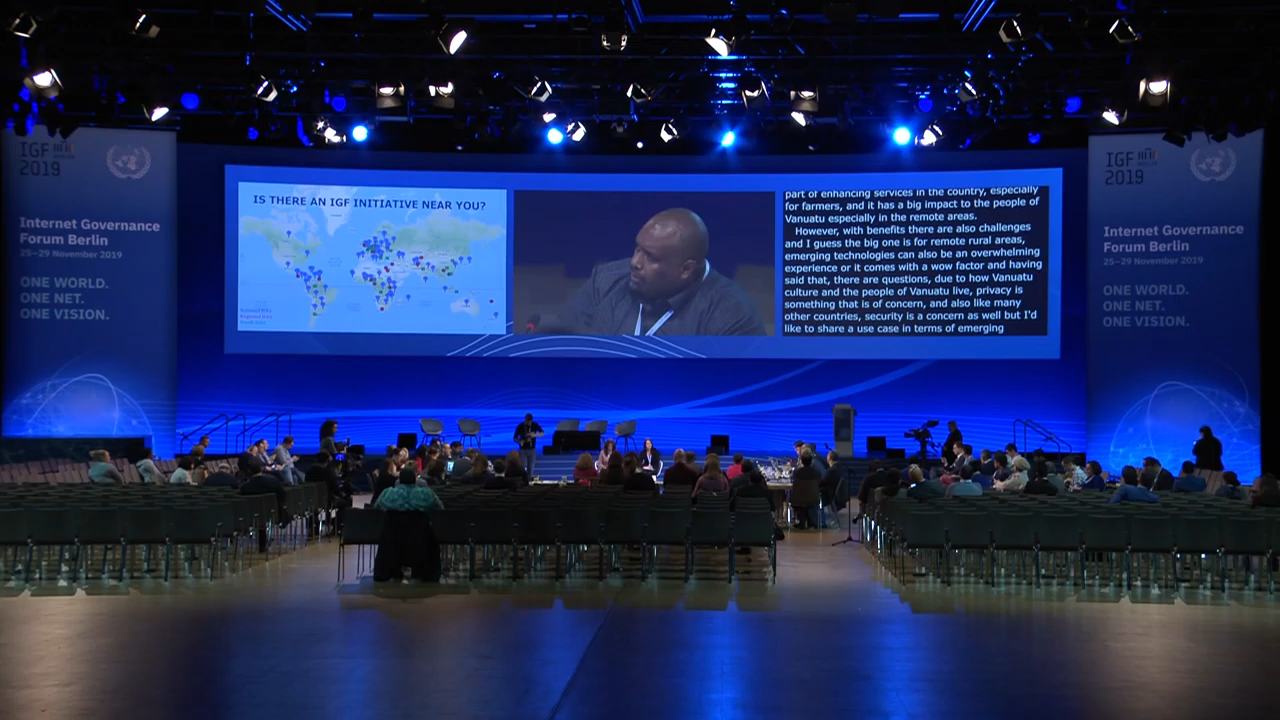 IGF
2019
Internet Governance
Forum Berlin
25–29 November 2019
ONE WORLD.
ONE NET.
ONE VISION.
IS THERE AN IGF INITIATIVE NEAR YOU?
part of enhancing services in the country, especially
for farmers, and it has a big impact to the people of
Vanuatu especially in the remote areas.
However, with benefits there are also challenges
and I guess the big one is for remote rural areas,
emerging technologies can also be an overwhelming
experience or it comes with a wow factor and having
said that, there are questions, due to how Vanuatu
culture and the people of Vanuatu live, privacy is
something that is of concern, and also like many
other countries, security is a concern as well but I'd
like to share a use case in terms of emerging
IGF
2019
Internet Governance
Forum Berlin
25–29 November 2019
ONE WORLD.
ONE NET.
ONE VISION.